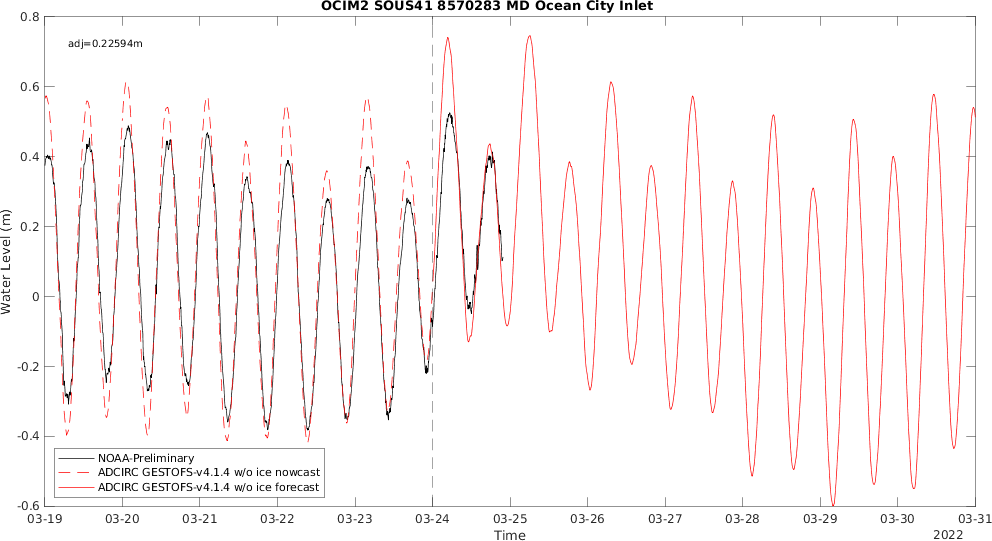 OCIM2 SOUS41 8570283 MD Ocean City Inlet
adj=0.22594m
0.8
0.6
0.4
0.2
0
-0.2
-0.4
-0.6
Water Level (m)
NOAA-Preliminary
ADCIRC GESTOFS-v4.1.4 w/o ice nowcast
ADCIRC GESTOFS-v4.1.4 w/o ice forecast
03-19 03-20 03-21 03-22 03-23 03-24 03-25 03-26 03-27 03-28 03-29 03-30 03-31
Time
2022